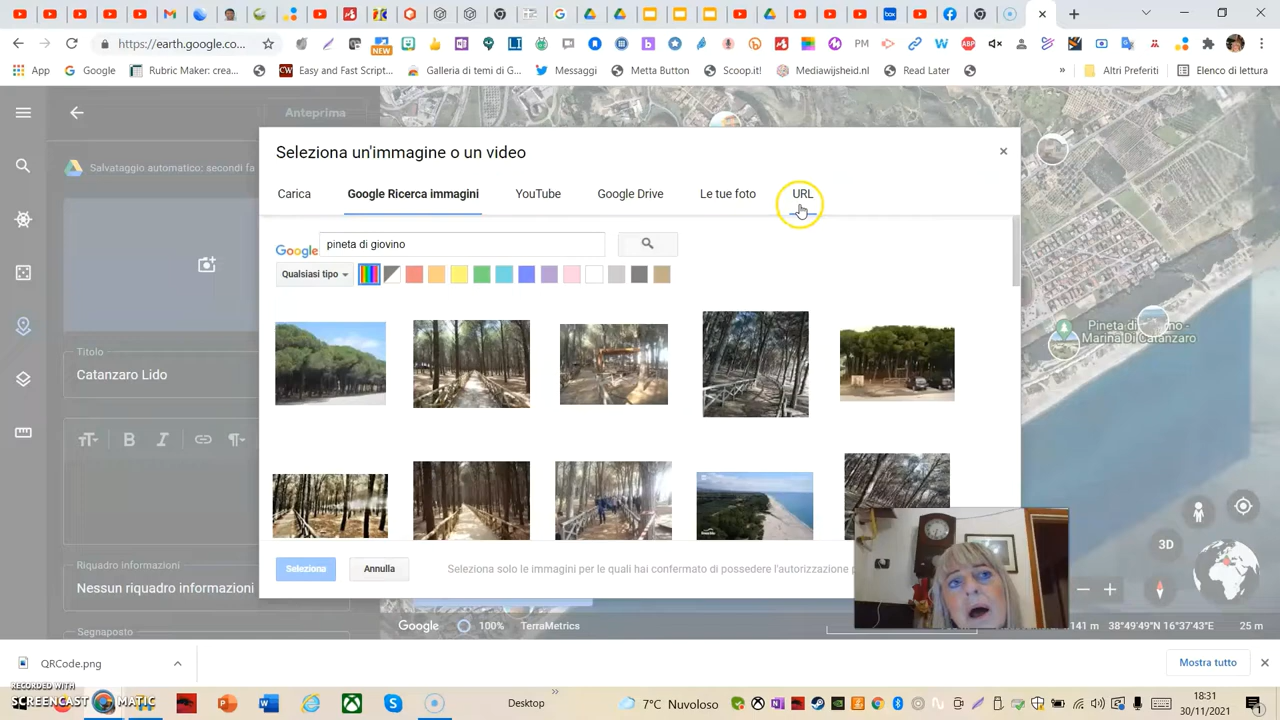 https://earth.google.co...
NEW
PM
ABP
App
Google
Rubric Maker: crea...
CW
Easy and Fast Script...
Galleria di temi di G...
Messaggi
Metta Button
Scoop.it!
Mediawijsheid.nl
Read Later
»
Altri Preferiti
Elenco di lettura
Anteprima
Salvataggio automatico: secondi fa
Seleziona un'immagine o un video
Carica
Google Ricerca immagini
YouTube
Google Drive
Le tue foto
URL
Google
pineta di giovino
Qualsiasi tipo
Titolo
Catanzaro Lido
Riquadro informazioni
Nessun riquadro informazioni
Segnaposto
Pineta di Giovino -
Marina Di Catanzaro
Seleziona
Annulla
Seleziona solo le immagini per le quali hai confermato di possedere l'autorizzazione
3D
Google
100%
TerraMetrics
141 m
38°49'49"N 16°37'43"E
25 m
QRCode.png
Mostra tutto
RECORDED WITH
SCREENCAST MATIC
Desktop
»
7°C Nuvoloso
18:31
30/11/2021